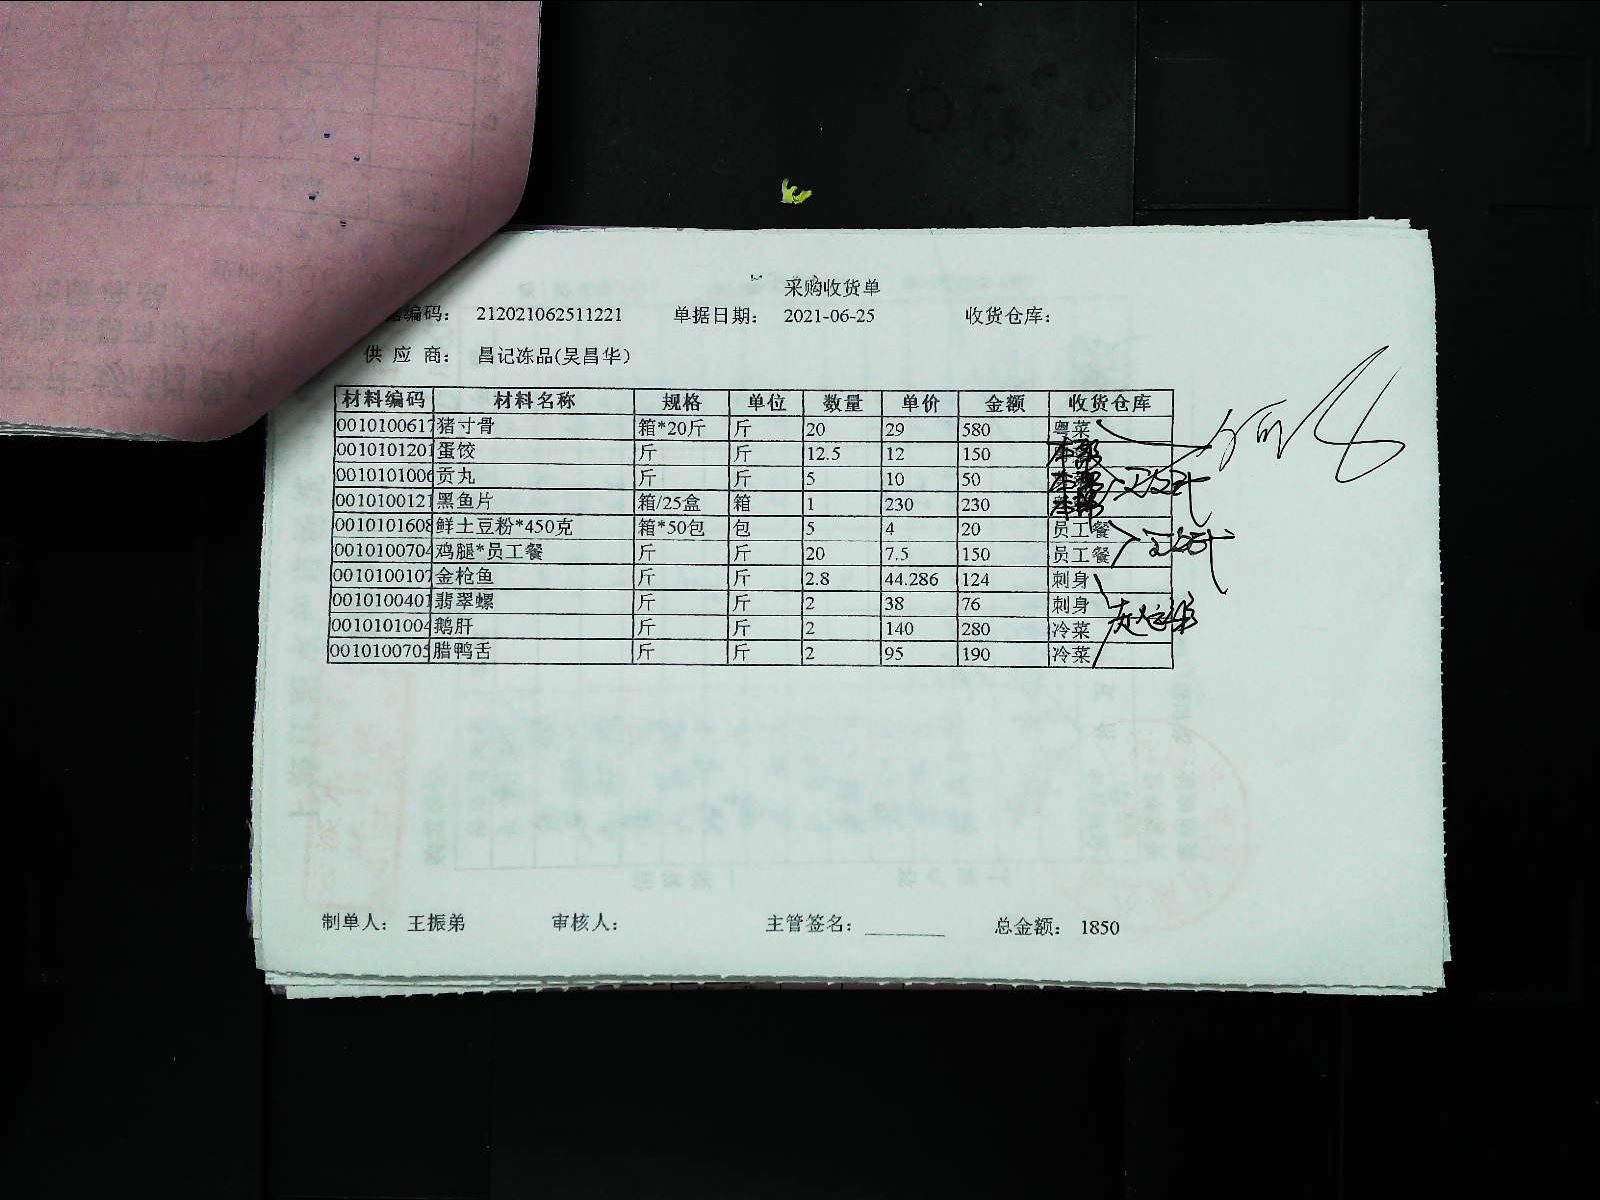 采购收货单
编码： 212021062511221 单据日期： 2021-06-25 收货仓库：
供 应 商： 昌记冻品(吴昌华)
材料编码 材料名称 规格 单位 数量 单价 金额 收货仓库
0010100617 猪寸骨 箱*20斤 斤 20 29 580 粤菜
0010101201 蛋饺 斤 斤 12.5 12 150 本部
0010101006 贡丸 斤 斤 5 10 50
0010100121 黑鱼片 箱/25盒 箱 1 230 230
0010101608 鲜土豆粉*450克 箱*50包 包 5 4 20 员工餐
0010100704 鸡腿*员工餐 斤 斤 20 7.5 150 员工餐
0010100107 金枪鱼 斤 斤 2.8 44.286 124 刺身
0010100401 翡翠螺 斤 斤 2 38 76 刺身
0010101004 鹅肝 斤 斤 2 140 280 冷菜
0010100705 腊鸭舌 斤 斤 2 95 190 冷菜
制单人： 王振弟 审核人： 主管签名： 总金额： 1850